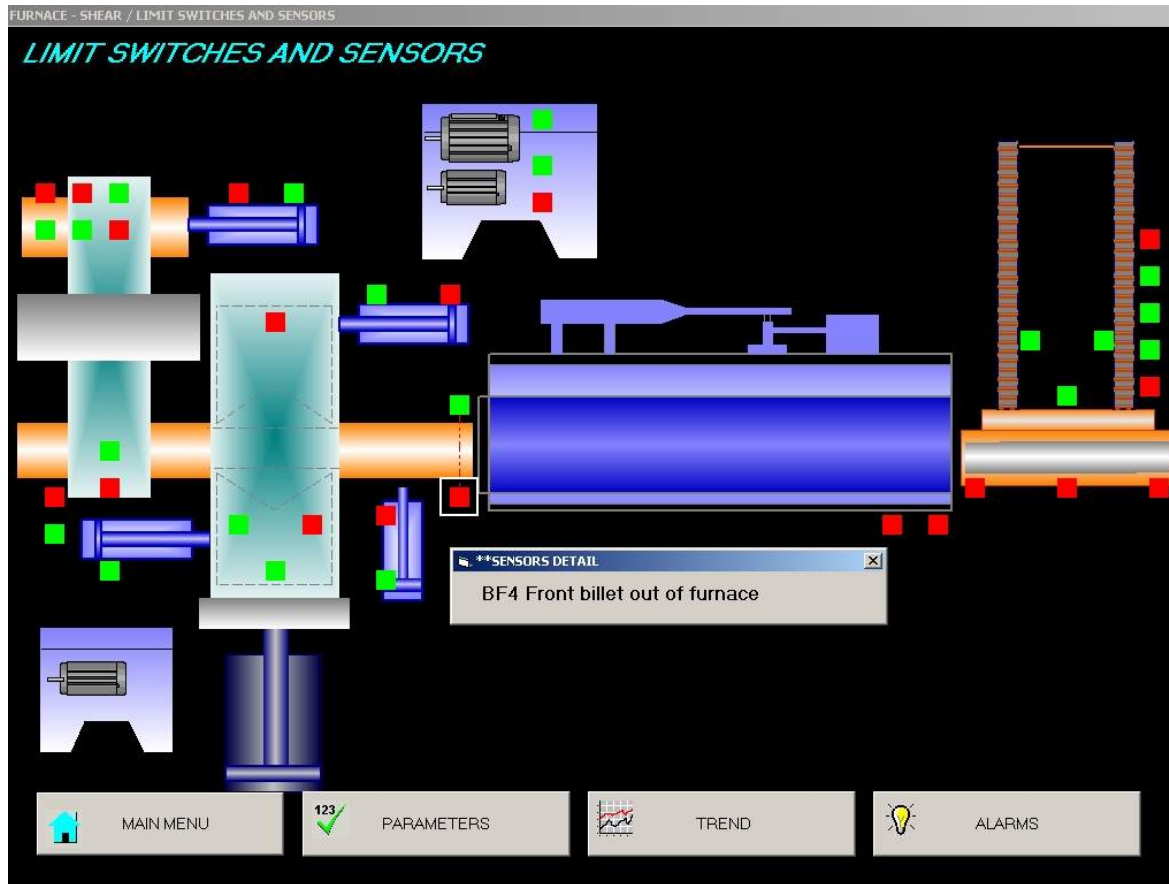 FURNACE - SHEAR / LIMIT SWITCHES AND SENSORS
LIMIT SWITCHES AND SENSORS
**SENSORS DETAIL
BF4 Front billet out of furnace
MAIN MENU
123
PARAMETERS
TREND
ALARMS